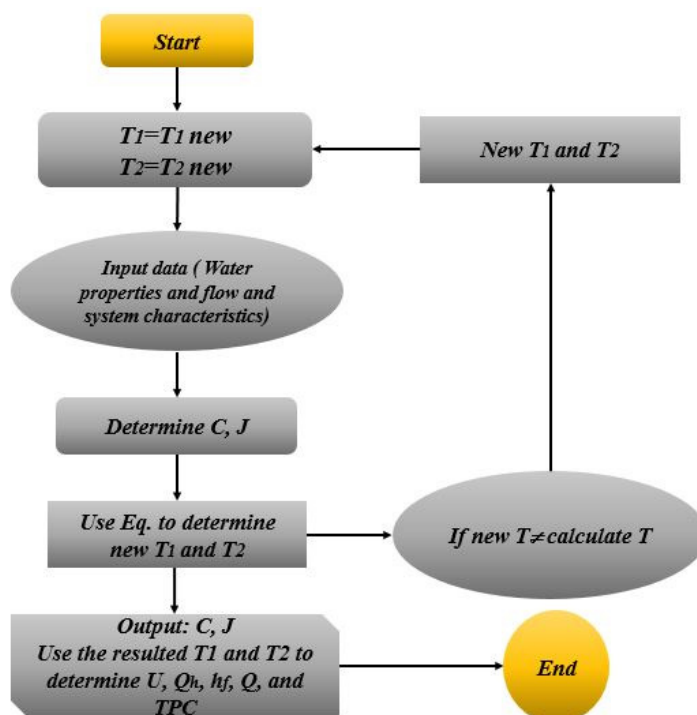 Start
T1=T1 new
T2=T2 new
New T1 and T2
Input data ( Water
properties and flow and
system characteristics)
Determine C, J
Use Eq. to determine
new T1 and T2
If new T≠calculate T
Output: C, J
Use the resulted T1 and T2 to
determine U, Qh, hf, Q, and
TPC
End